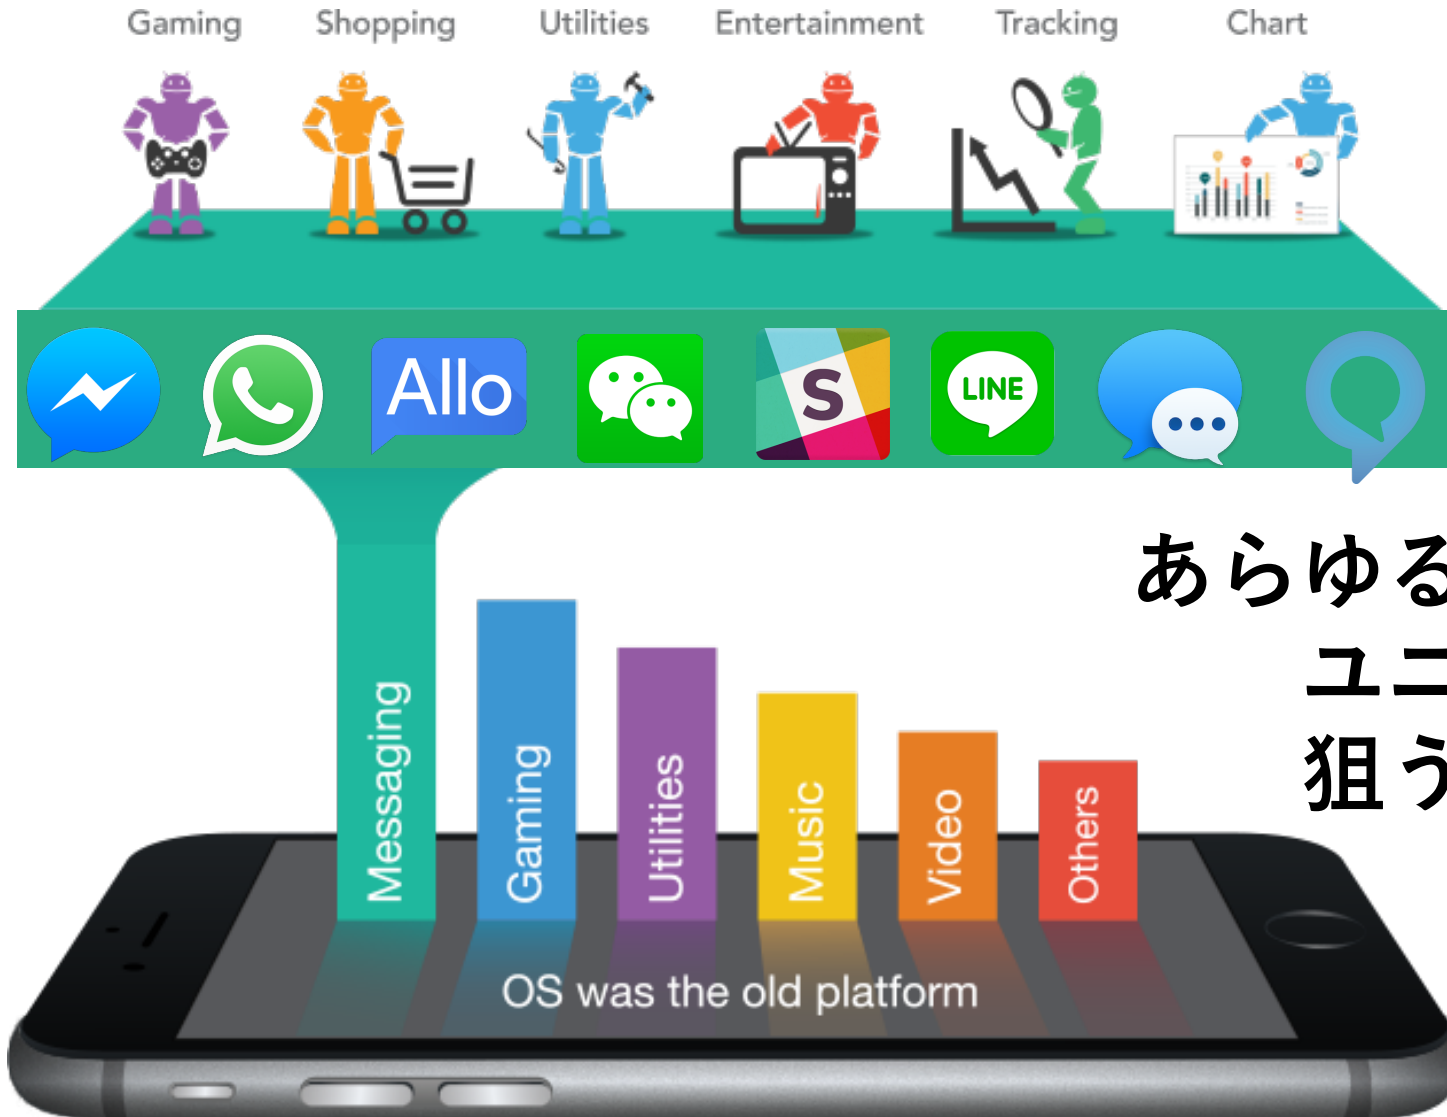 Gaming
Shopping
Utilities
Entertainment
Tracking
Chart
Allo
S
LINE
あらゆる
ユニ
狙う
Messaging
Gaming
Utilities
Music
Video
Others
OS was the old platform